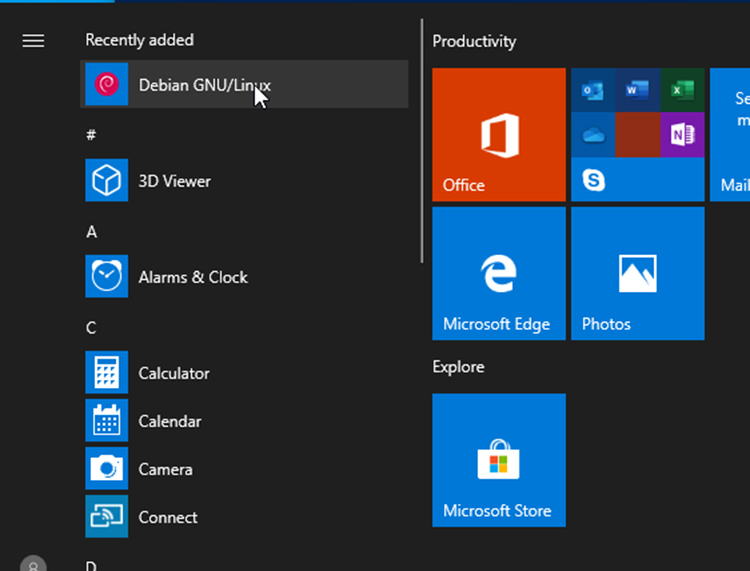 Recently added
Debian GNU/Linux
#
3D Viewer
A
Alarms & Clock
C
Calculator
Calendar
Camera
Connect
D
Productivity
Office
Mail
Microsoft Edge
Photos
Explore
Microsoft Store